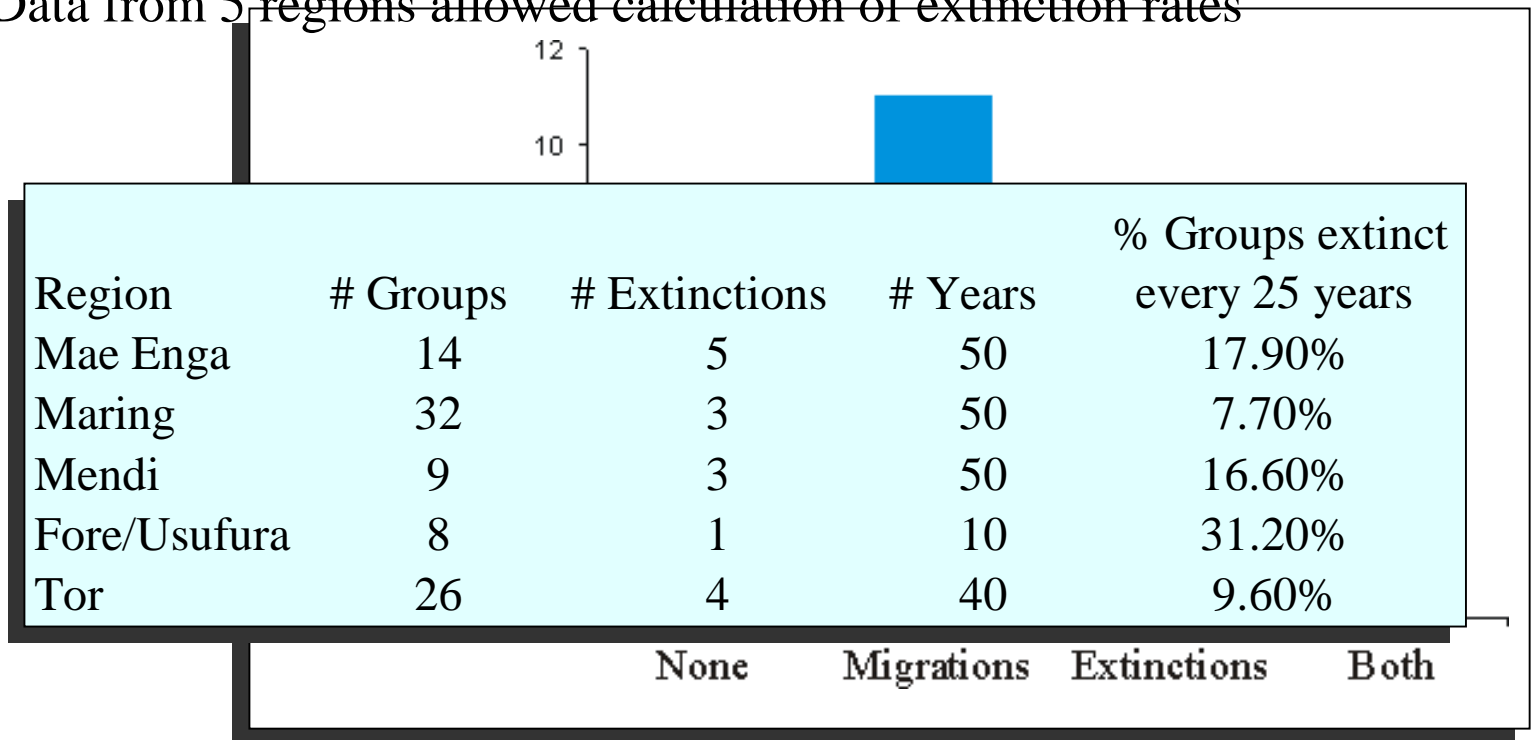 Data from 5 regions allowed calculation of extinction rates
12
10
% Groups extinct
Region # Groups # Extinctions # Years every 25 years
Mae Enga 14 5 50 17.90%
Maring 32 3 50 7.70%
Mendi 9 3 50 16.60%
Fore/Usufura 8 1 10 31.20%
Tor 26 4 40 9.60%
None Migrations Extinctions Both